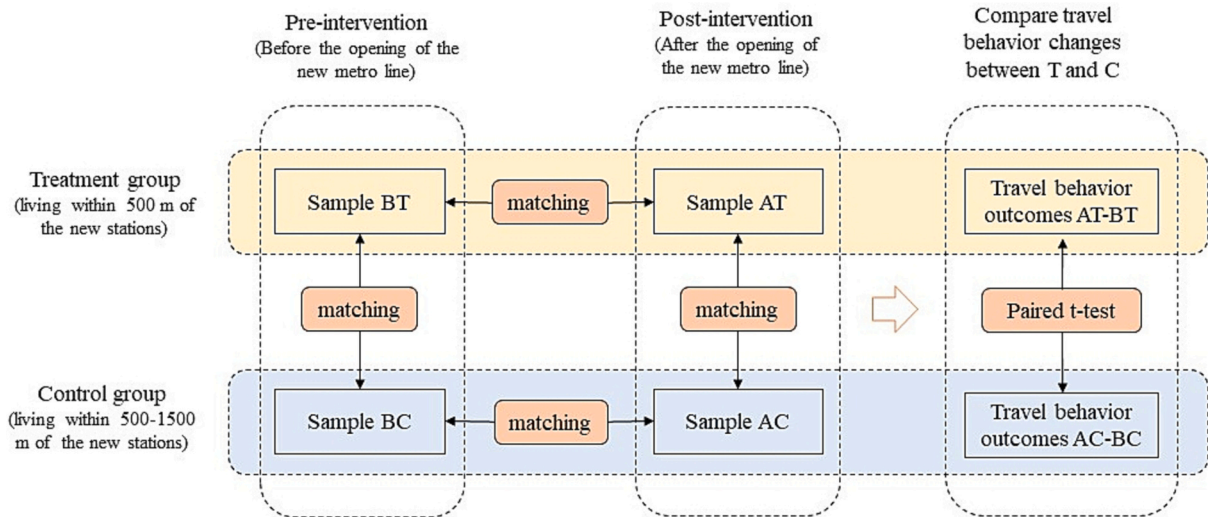 Pre-intervention
(Before the opening of the
new metro line)
Post-intervention
(After the opening of
the new metro line)
Compare travel
behavior changes
between T and C
Treatment group
(living within 500 m of
the new stations)
Sample BT
matching
Sample AT
Travel behavior
outcomes AT-BT
matching
matching
Paired t-test
Control group
(living within 500-1500
m of the new stations)
Sample BC
matching
Sample AC
Travel behavior
outcomes AC-BC